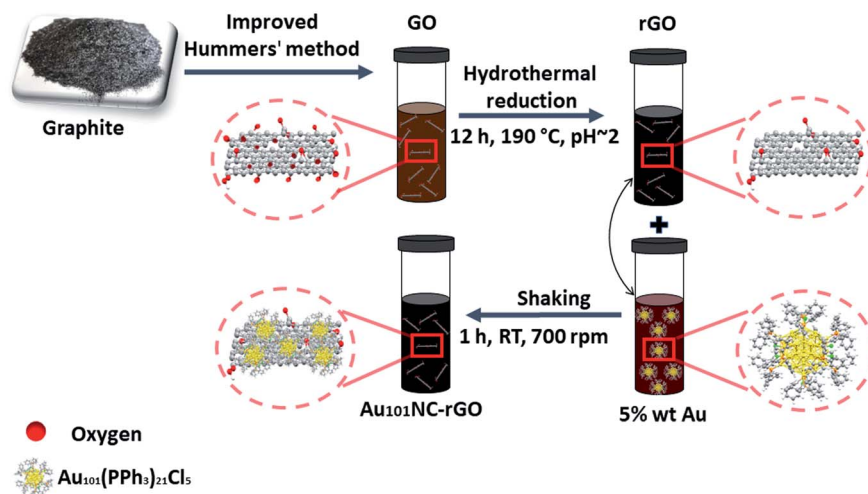 Improved
Hummers' method
Graphite
GO
Hydrothermal
reduction
12 h, 190 °C, pH~2
rGO
+
Shaking
1 h, RT, 700 rpm
Au₁₀₁NC-rGO
5% wt Au
Oxygen
Au₁₀₁(PPh₃)₂₁Cl₅